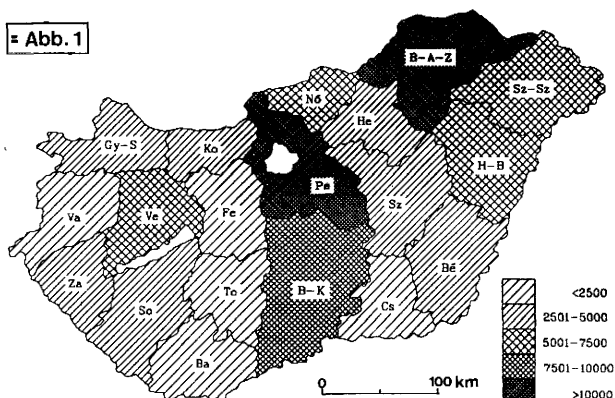 = Abb.1
B-A-Z
Sz-Sz
Nó
He
Gy-S
Ko
H-B
Pe
Va
Ve
Fe
Sz
Za
So
To
B-K
Cs
Bé
Ba
<2500
2501-5000
5001-7500
7501-10000
>10000
0 100 km